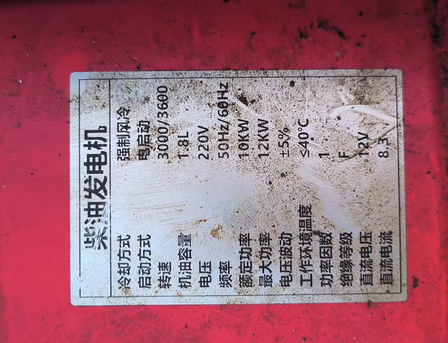 柴油发电机
冷却方式 强制风冷
启动方式 电启动
转速 3000/3600
机油容量 1.8L
电压 220V
频率 50Hz/60Hz
额定功率 10KW
最大功率 12KW
电压波动 ±5%
工作环境温度 ≤40℃
功率因数 1
绝缘等级 F
直流电压 12V
直流电流 8.3